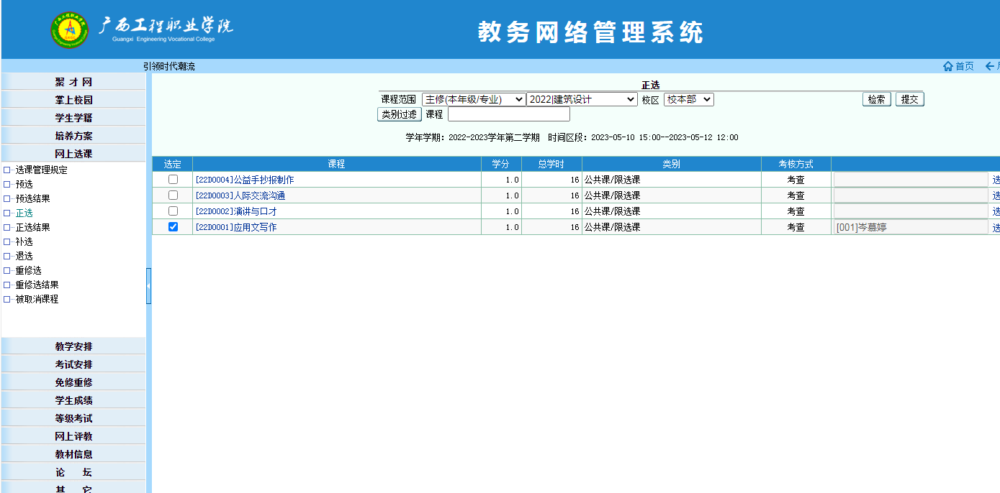 广西工程职业学院
Guangxi Engineering Vocational College
教务网络管理系统
引领时代潮流
首页
聚 才 网
掌上校园
学生学籍
培养方案
网上选课
选课管理规定
预选
预选结果
正选
正选结果
补选
退选
重修选
重修选结果
被取消课程
教学安排
考试安排
免修重修
学生成绩
等级考试
网上评教
教材信息
论 坛
其 它
正选
课程范围 主修(本年级/专业) 2022|建筑设计 校区 校本部 检索 提交
类别过滤 课程
学年学期：2022-2023学年第二学期 时间区段：2023-05-10 15:00--2023-05-12 12:00
选定 课程 学分 总学时 类别 考核方式
[22D0004]公益手抄报制作 1.0 16 公共课/限选课 考查 选
[22D0003]人际交流沟通 1.0 16 公共课/限选课 考查 选
[22D0002]演讲与口才 1.0 16 公共课/限选课 考查 选
[22D0001]应用文写作 1.0 16 公共课/限选课 考查 [001]岑慕婷 选